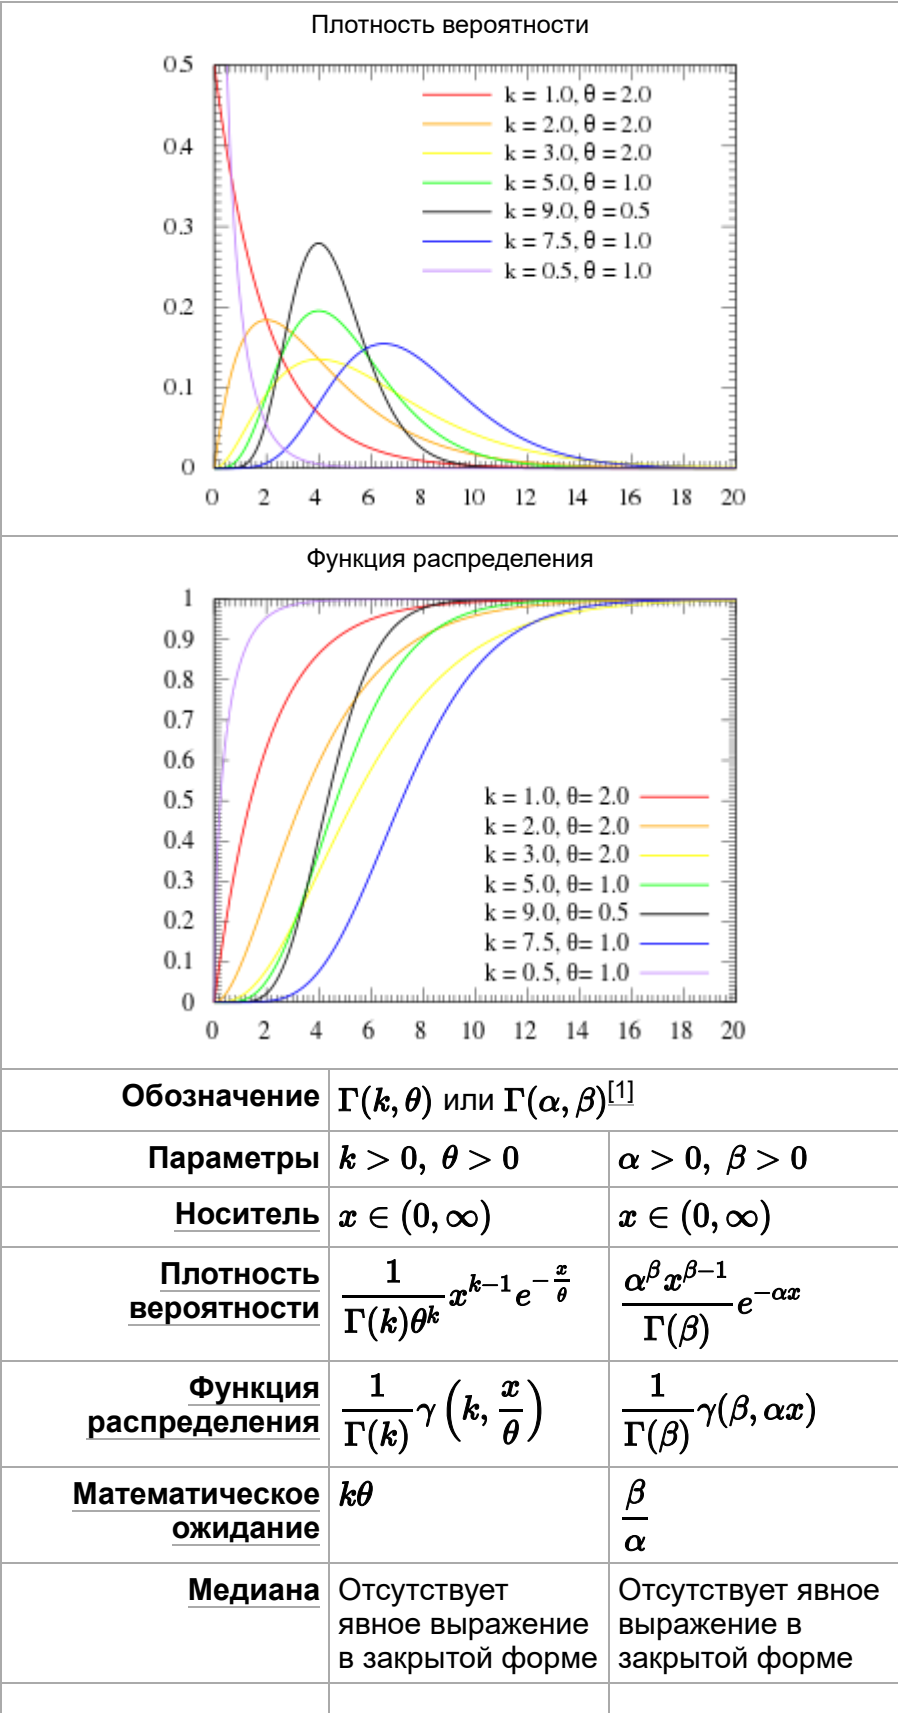 Плотность вероятности
0.5
0.4
0.3
0.2
0.1
0
k = 1.0, θ = 2.0
k = 2.0, θ = 2.0
k = 3.0, θ = 2.0
k = 5.0, θ = 1.0
k = 9.0, θ = 0.5
k = 7.5, θ = 1.0
k = 0.5, θ = 1.0
0 2 4 6 8 10 12 14 16 18 20
Функция распределения
1
0.9
0.8
0.7
0.6
0.5
0.4
0.3
0.2
0.1
0
k = 1.0, θ= 2.0
k = 2.0, θ= 2.0
k = 3.0, θ= 2.0
k = 5.0, θ= 1.0
k = 9.0, θ= 0.5
k = 7.5, θ= 1.0
k = 0.5, θ= 1.0
0 2 4 6 8 10 12 14 16 18 20
Обозначение Γ(k, θ) или Γ(α, β)[1]
Параметры k > 0, θ > 0 α > 0, β > 0
Носитель x ∈ (0, ∞) x ∈ (0, ∞)
Плотность
вероятности
1/(Γ(k)θ^k) x^(k−1) e^(−x/θ)
α^β x^(β−1)/Γ(β) e^(−αx)
Функция
распределения
1/Γ(k) γ(k, x/θ)
1/Γ(β) γ(β, αx)
Математическое
ожидание
kθ
β/α
Медиана
Отсутствует
явное выражение
в закрытой форме
Отсутствует явное
выражение в
закрытой форме